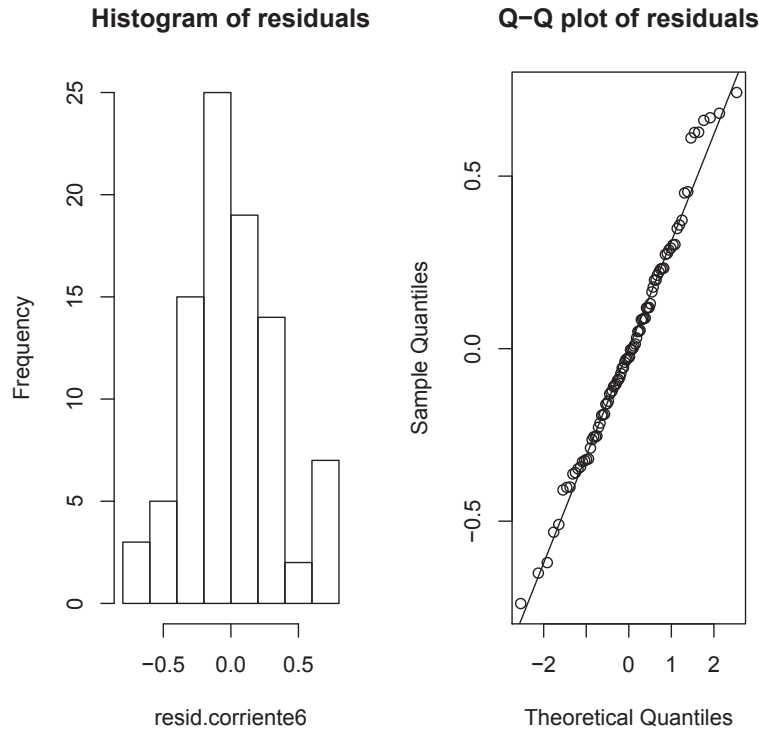 Histogram of residuals
Frequency
0
5
10
15
20
25
−0.5
0.0
0.5
resid.corriente6
Q−Q plot of residuals
Sample Quantiles
−0.5
0.0
0.5
−2
0
1
2
Theoretical Quantiles